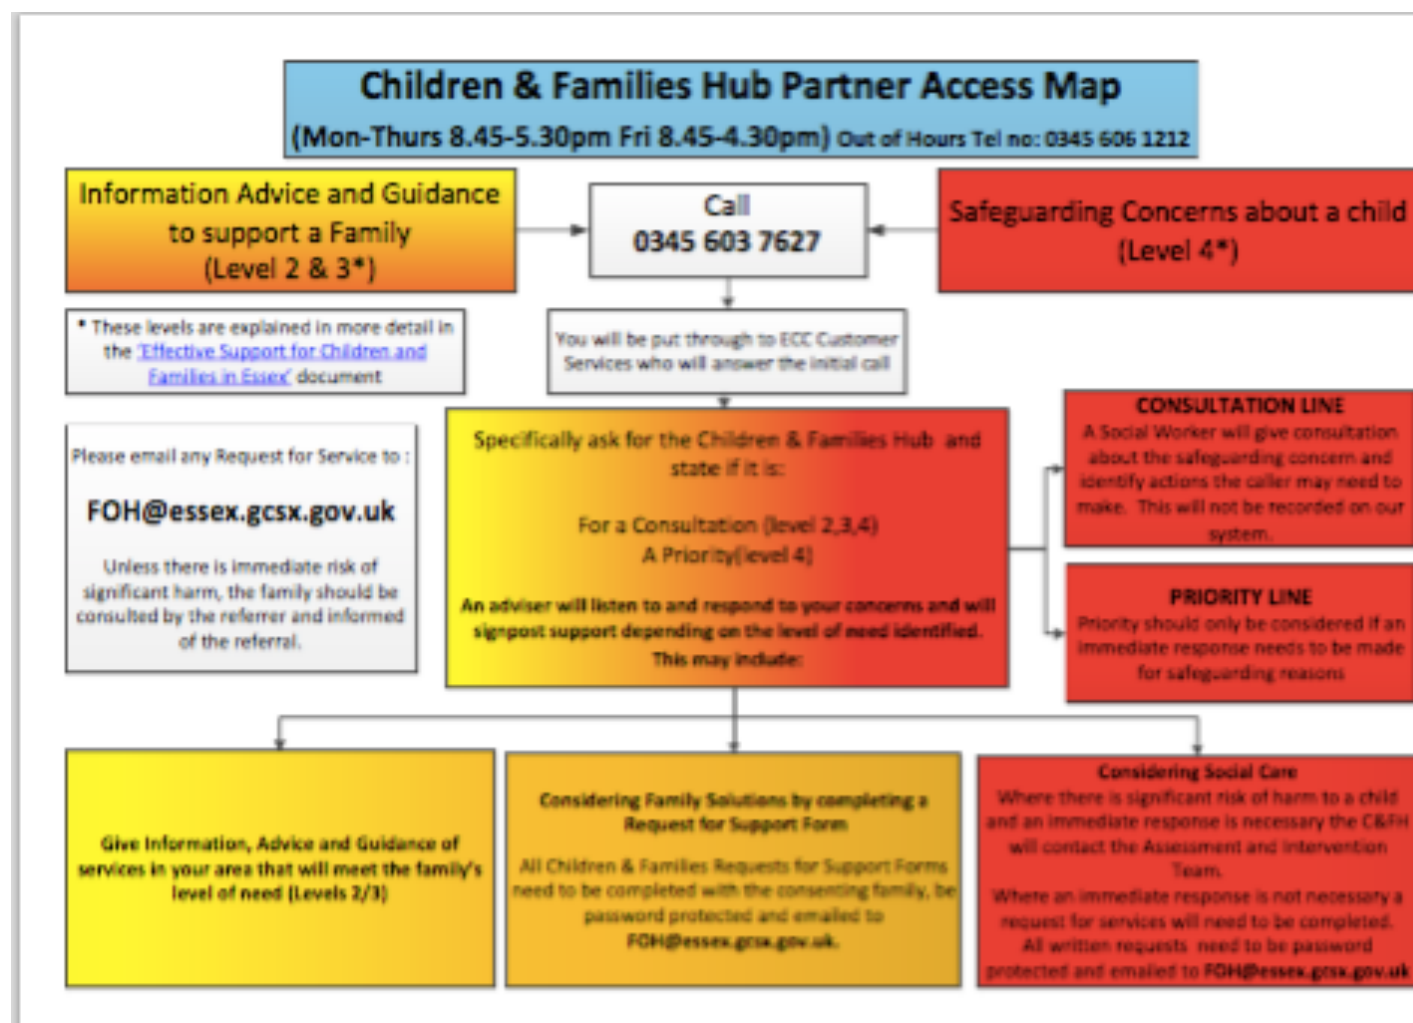 Children & Families Hub Partner Access Map
(Mon-Thurs 8.45-5.30pm Fri 8.45-4.30pm) Out of Hours Tel no: 0345 606 1212
Information Advice and Guidance
to support a Family
(Level 2 & 3*)
Call
0345 603 7627
Safeguarding Concerns about a child
(Level 4*)
* These levels are explained in more detail in
the 'Effective Support for Children and
Families in Essex' document
You will be put through to ECC Customer
Services who will answer the initial call
Please email any Request for Service to :
FOH@essex.gcsx.gov.uk
Unless there is immediate risk of
significant harm, the family should be
consulted by the referrer and informed
of the referral.
Specifically ask for the Children & Families Hub and
state if it is:
For a Consultation (level 2,3,4)
A Priority(level 4)
An adviser will listen to and respond to your concerns and will
signpost support depending on the level of need identified.
This may include:
CONSULTATION LINE
A Social Worker will give consultation
about the safeguarding concern and
identify actions the caller may need to
make. This will not be recorded on our
system.
PRIORITY LINE
Priority should only be considered if an
immediate response needs to be made
for safeguarding reasons
Give Information, Advice and Guidance of
services in your area that will meet the family's
level of need (Levels 2/3)
Considering Family Solutions by completing a
Request for Support Form
All Children & Families Requests for Support Forms
need to be completed with the consenting family, be
password protected and emailed to
FOH@essex.gcsx.gov.uk.
Considering Social Care
Where there is significant risk of harm to a child
and an immediate response is necessary the C&FH
will contact the Assessment and Intervention
Team.
Where an immediate response is not necessary a
request for services will need to be completed.
All written requests need to be password
protected and emailed to FOH@essex.gcsx.gov.uk